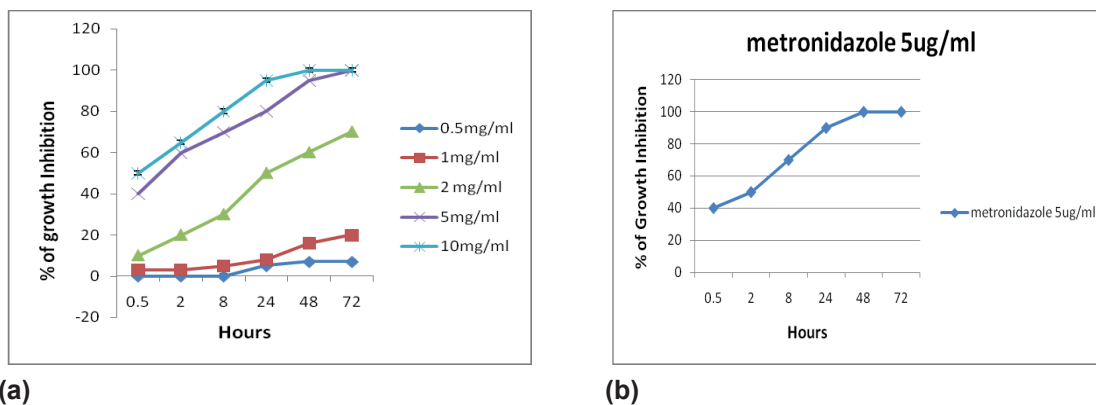 120
100
80
60
40
20
0
-20
% of growth Inhibition
0.5 2 8 24 48 72
Hours
0.5mg/ml
1mg/ml
2 mg/ml
5mg/ml
10mg/ml
(a)
metronidazole 5ug/ml
120
100
80
60
40
20
0
% of Growth Inhibition
0.5 2 8 24 48 72
Hours
metronidazole 5ug/ml
(b)